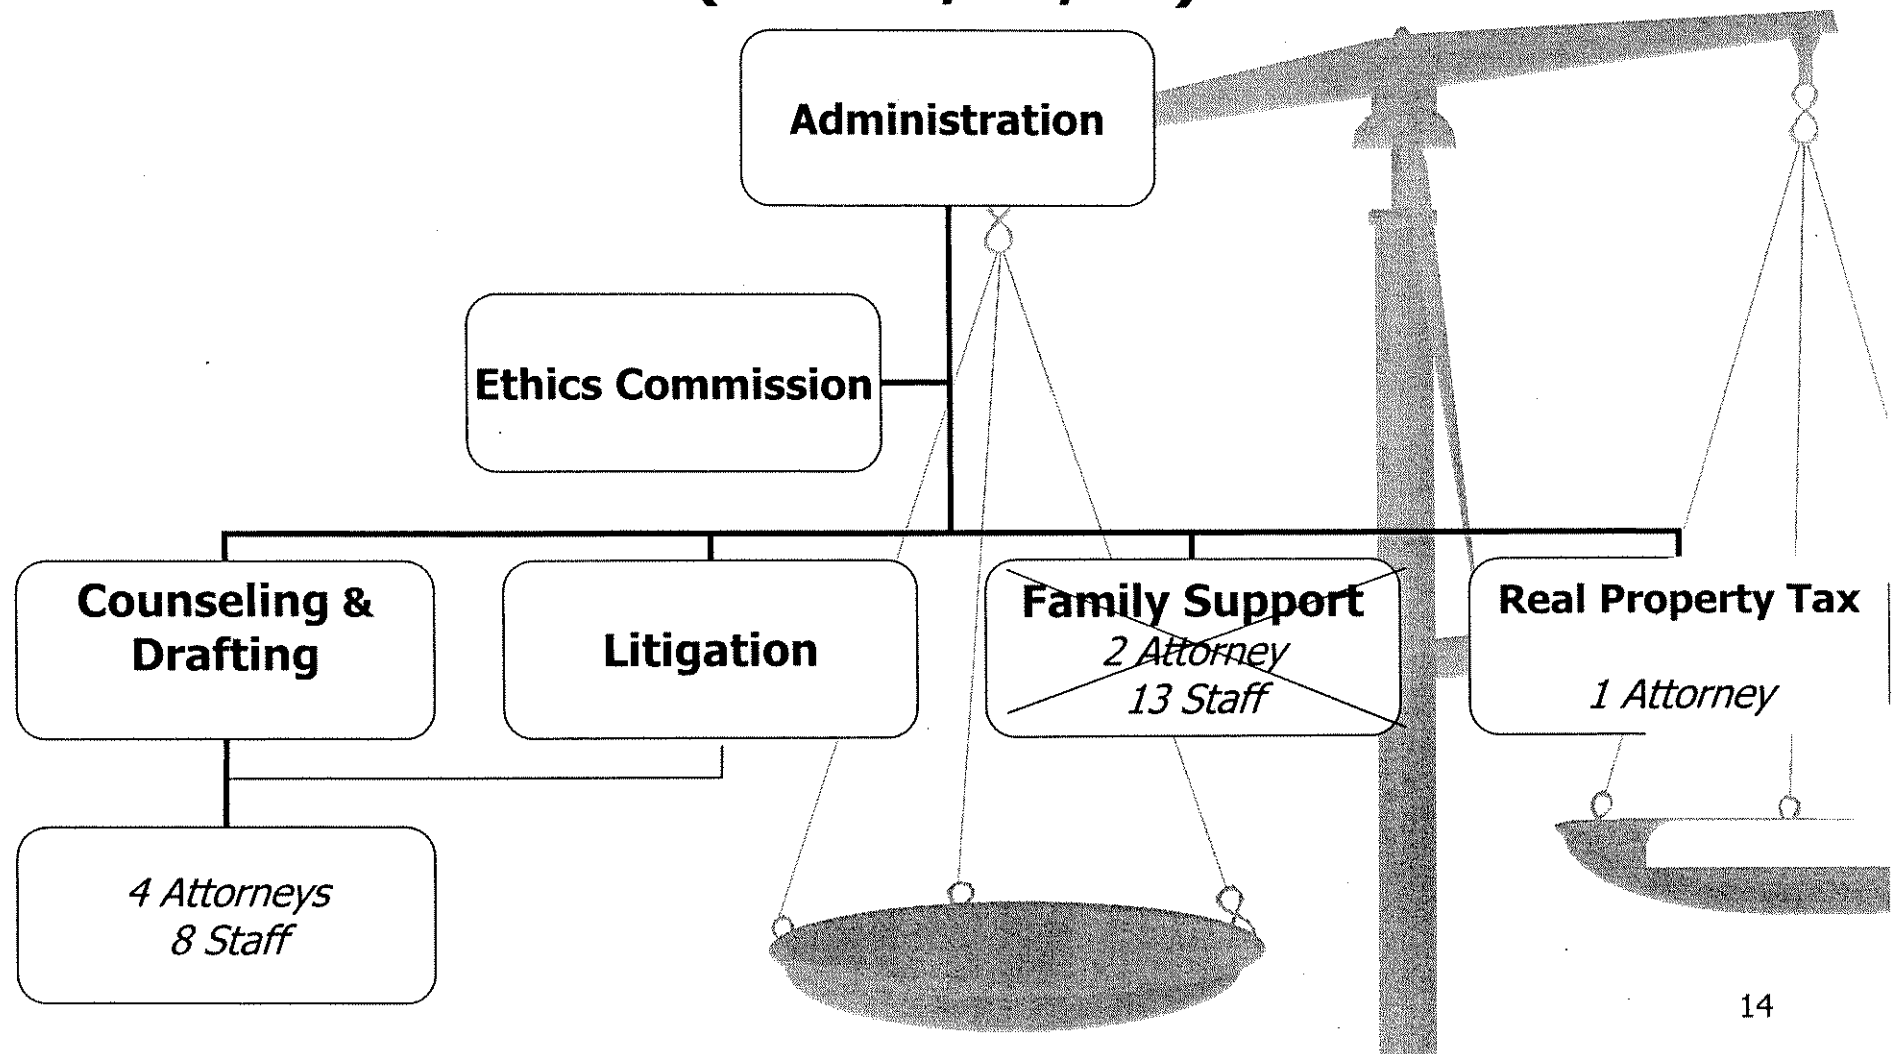 Administration
Ethics Commission
Counseling &
Drafting
Litigation
Family Support
2 Attorney
13 Staff
Real Property Tax
1 Attorney
4 Attorneys
8 Staff
14